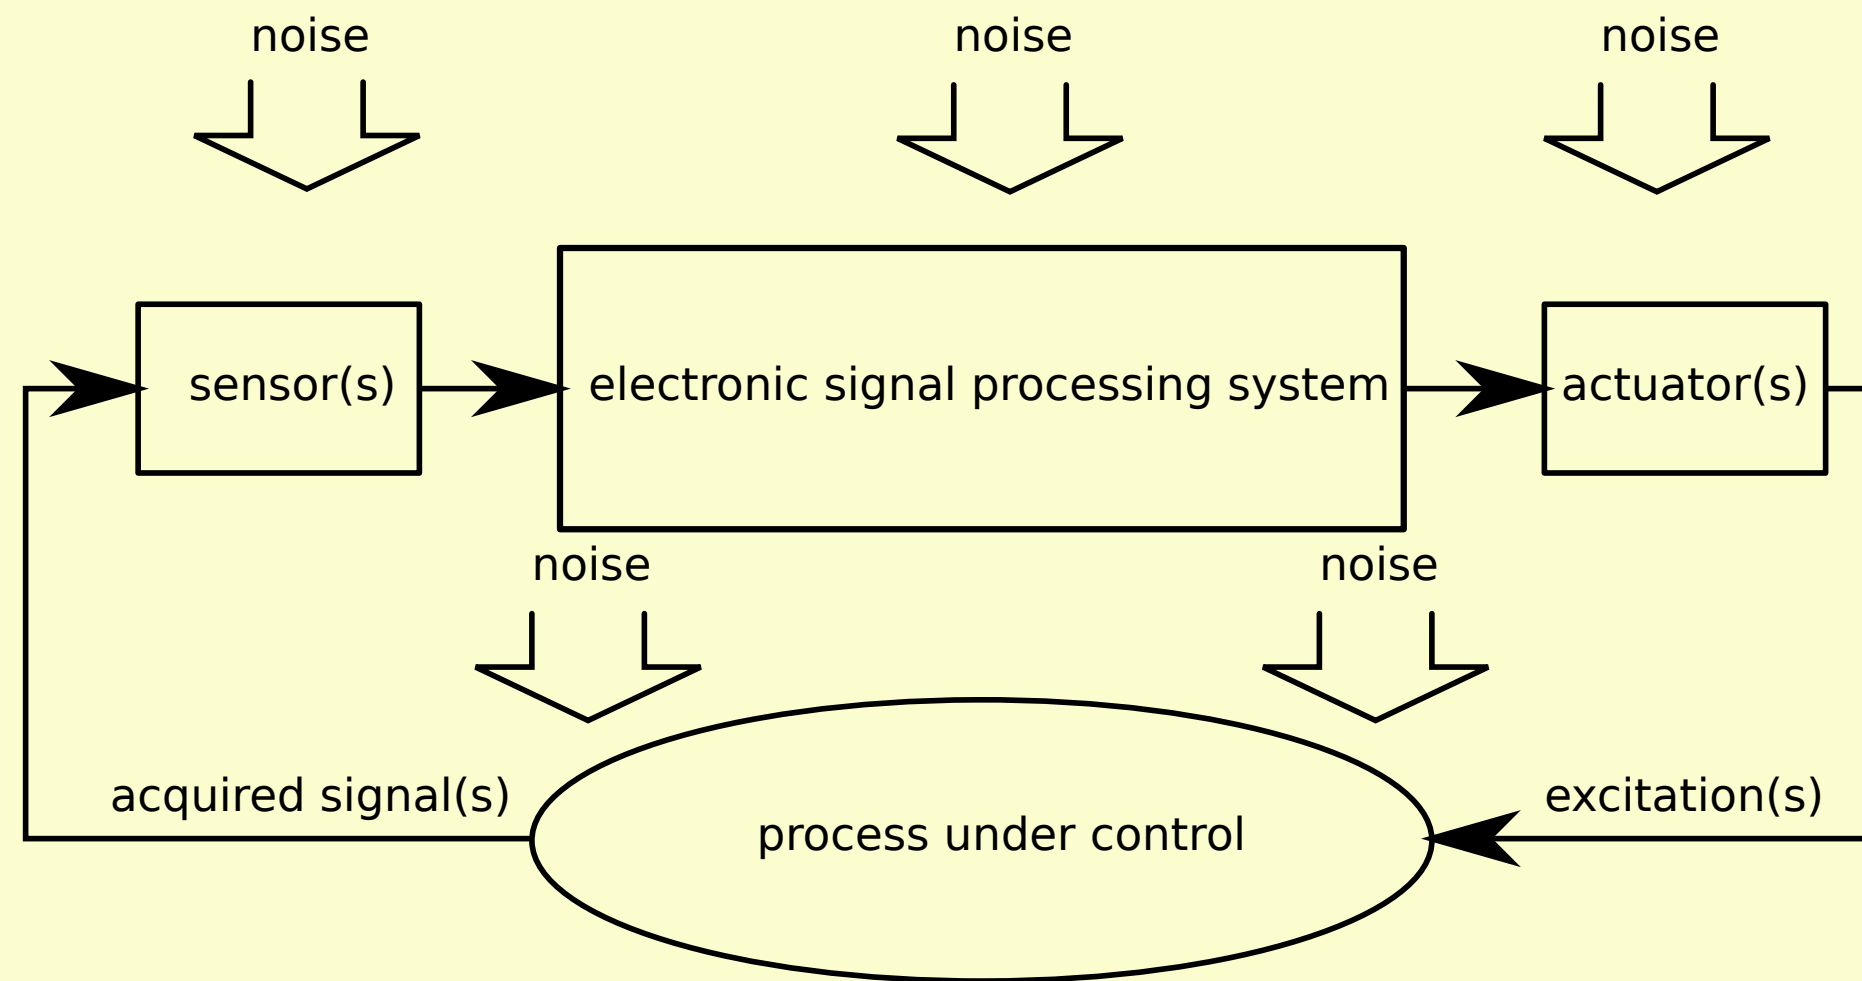 noise
noise
noise
sensor(s)
electronic signal processing system
actuator(s)
noise
noise
acquired signal(s)
excitation(s)
process under control